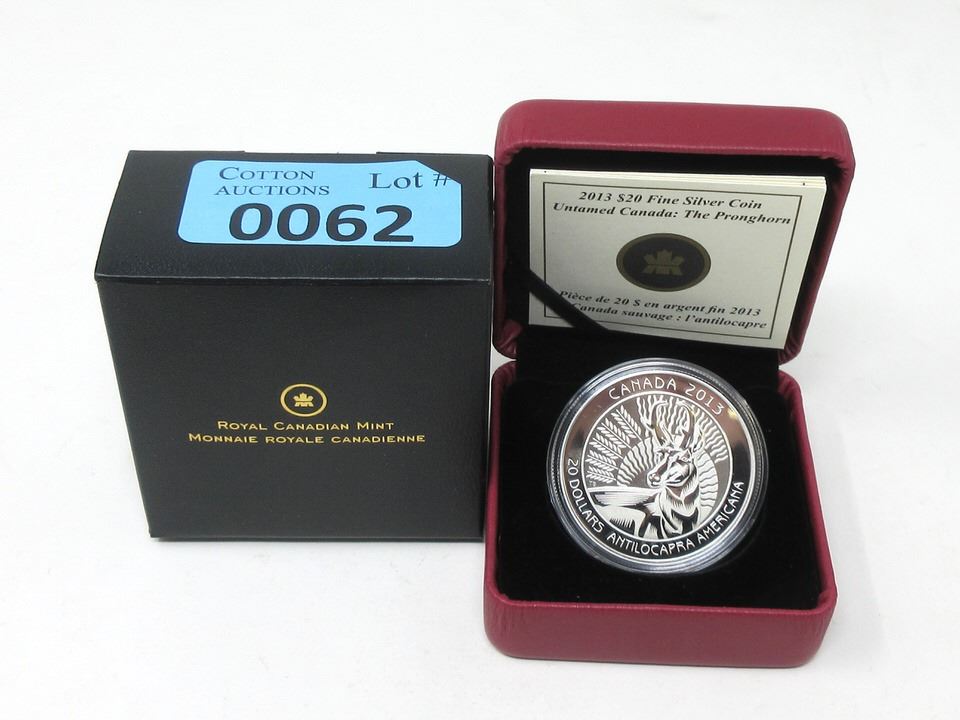 COTTON
AUCTIONS
Lot #
0062
ROYAL CANADIAN MINT
MONNAIE ROYALE CANADIENNE
2013 $20 Fine Silver Coin
Untamed Canada: The Pronghorn
Pièce de 20 $ en argent fin 2013
Canada sauvage : l'antilocapre
CANADA 2013
20 DOLLARS ANTILOCAPRA AMERICANA